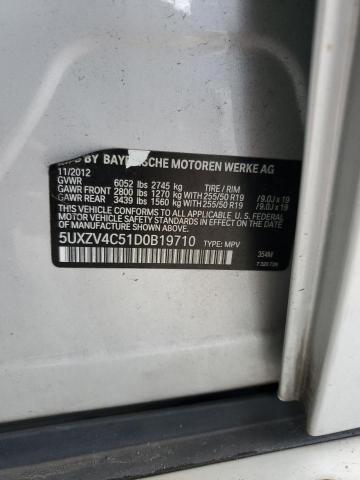 MFD BY BAYERISCHE MOTOREN WERKE AG
11/2012
GVWR 6052 lbs 2745 kg TIRE / RIM
GAWR FRONT 2800 lbs 1270 kg WITH 255/50 R19 / 9.0J x 19
GAWR REAR 3439 lbs 1560 kg WITH 255/50 R19 / 9.0J x 19
THIS VEHICLE CONFORMS TO ALL APPLICABLE FEDERAL MOTOR
VEHICLE SAFETY STANDARDS IN EFFECT ON THE
DATE OF MANUFACTURE SHOWN ABOVE.
5UXZV4C51D0B19710 TYPE: MPV
354M